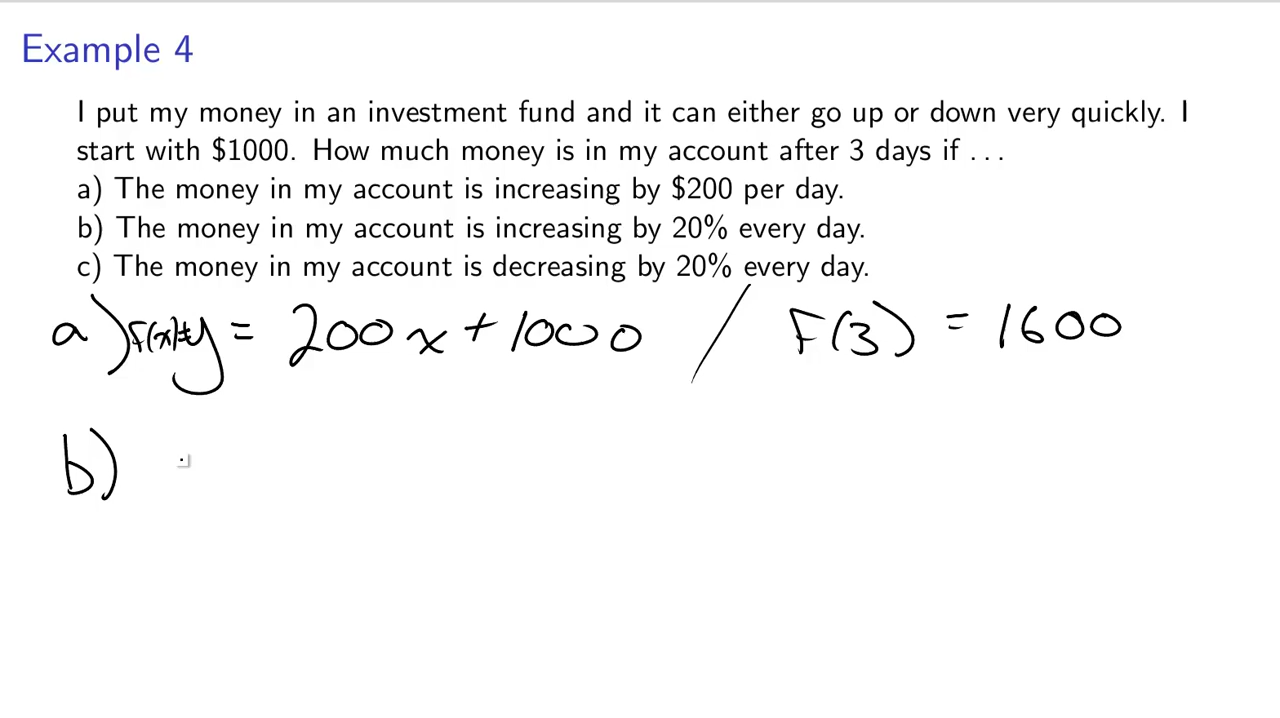 Example 4
I put my money in an investment fund and it can either go up or down very quickly. I
start with $1000. How much money is in my account after 3 days if . . .
a) The money in my account is increasing by $200 per day.
b) The money in my account is increasing by 20% every day.
c) The money in my account is decreasing by 20% every day.
a) f(x)=y = 200x + 1000 / F(3) = 1600
b)